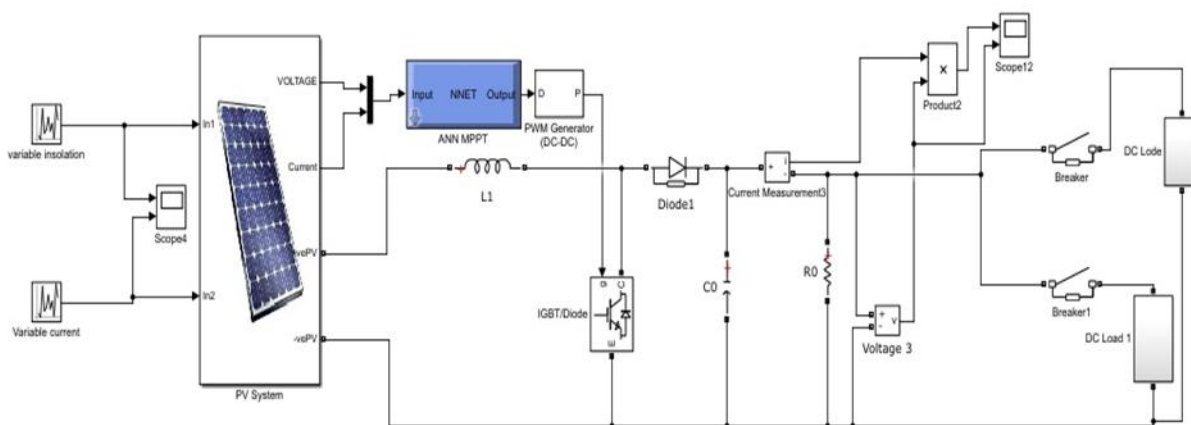 VOLTAGE
Current
+vePV
-vePV
In1
In2
PV System
variable insolation
Variable current
Scope4
Input NNET Output
ANN MPPT
D P
PWM Generator
(DC-DC)
L1
Diode1
g C
E
IGBT/Diode
C0
+ i
-
Current Measurement3
R0
+
- v
Voltage 3
X
Product2
Scope12
Breaker
DC Lode
Breaker1
DC Load 1